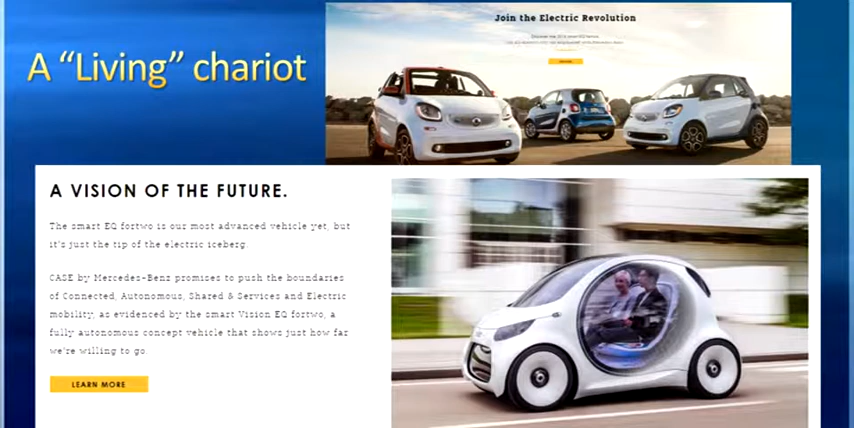 A “Living” chariot
Join the Electric Revolution
A VISION OF THE FUTURE.
The smart EQ fortwo is our most advanced vehicle yet, but
it's just the tip of the electric iceberg.
CASE by Mercedes-Benz promises to push the boundaries
of Connected, Autonomous, Shared & Services and Electric
mobility, as evidenced by the smart Vision EQ fortwo, a
fully autonomous concept vehicle that shows just how far
we're willing to go.
LEARN MORE